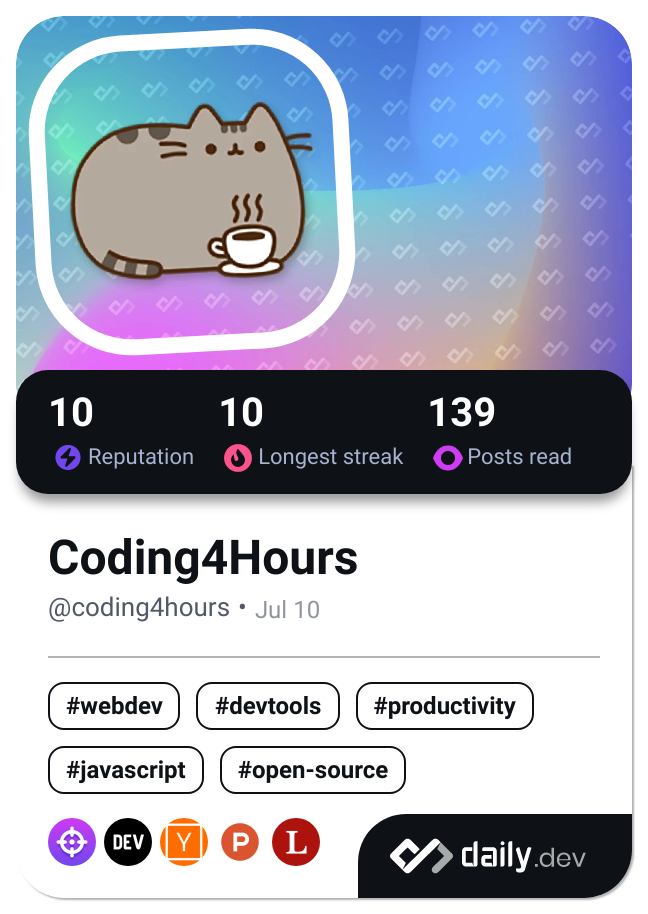 10 10 139
Reputation Longest streak Posts read
Coding4Hours
@coding4hours • Jul 10
#webdev #devtools #productivity
#javascript #open-source
DEV Y P L
daily.dev